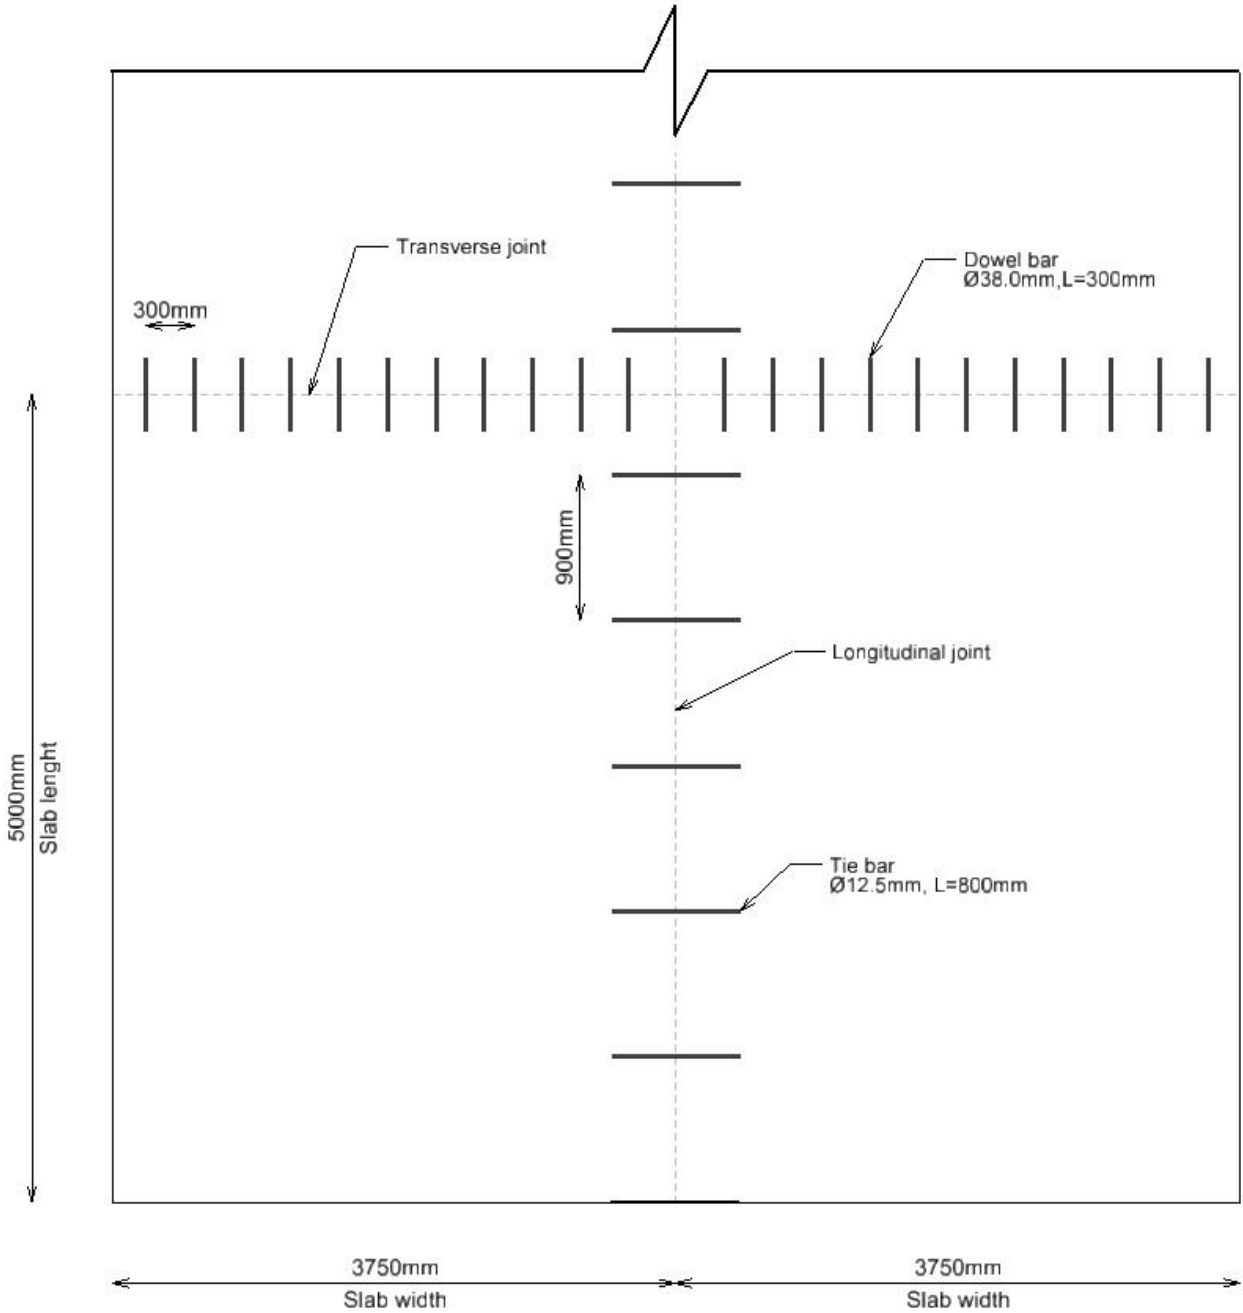 Transverse joint
Dowel bar
Ø38.0mm,L=300mm
300mm
900mm
Longitudinal joint
5000mm
Slab lenght
Tie bar
Ø12.5mm, L=800mm
3750mm
Slab width
3750mm
Slab width